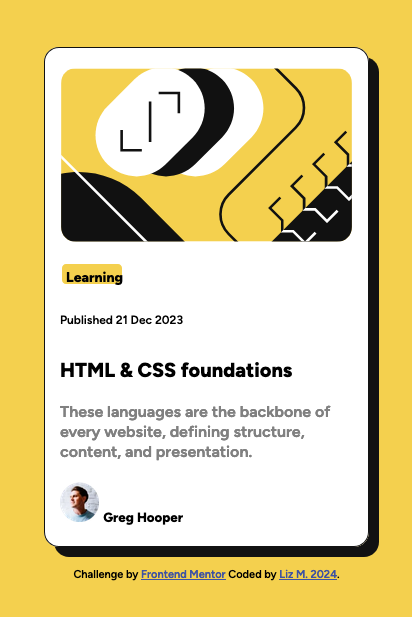 Learning
Published 21 Dec 2023
HTML & CSS foundations
These languages are the backbone of
every website, defining structure,
content, and presentation.
Greg Hooper
Challenge by Frontend Mentor Coded by Liz M. 2024.